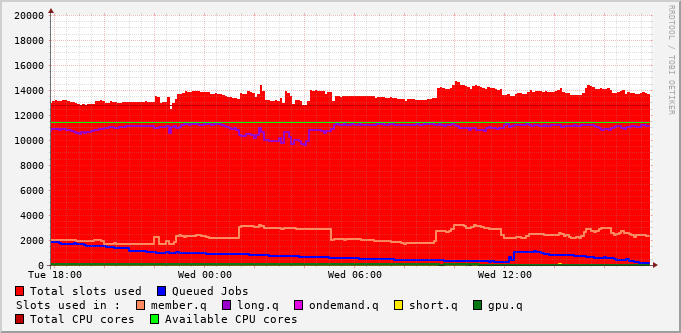 20000
18000
16000
14000
12000
10000
8000
6000
4000
2000
0
Tue 18:00 Wed 00:00 Wed 06:00 Wed 12:00
RRDTOOL / TOBI OETIKER
Total slots used Queued Jobs
Slots used in : member.q long.q ondemand.q short.q gpu.q
Total CPU cores Available CPU cores